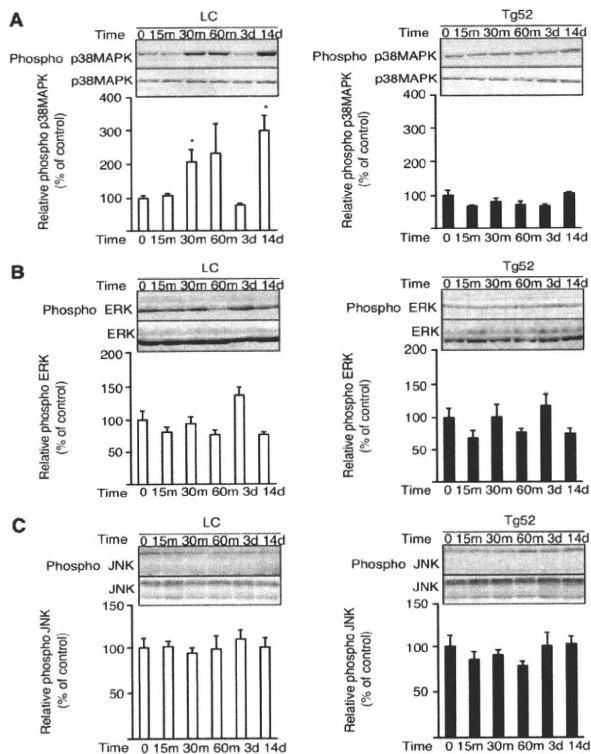 A
LC
Time 0 15m 30m 60m 3d 14d
Phospho p38MAPK
p38MAPK
Relative phospho p38MAPK
(% of control)
400
300
200
100
* *
Time 0 15m 30m 60m 3d 14d
Tg52
Time 0 15m 30m 60m 3d 14d
Phospho p38MAPK
p38MAPK
Relative phospho p38MAPK
(% of control)
400
300
200
100
Time 0 15m 30m 60m 3d 14d
B
LC
Time 0 15m 30m 60m 3d 14d
Phospho ERK
ERK
Relative phospho ERK
(% of control)
200
150
100
50
Time 0 15m 30m 60m 3d 14d
Tg52
Time 0 15m 30m 60m 3d 14d
Phospho ERK
ERK
Relative phospho ERK
(% of control)
200
150
100
50
Time 0 15m 30m 60m 3d 14d
C
LC
Time 0 15m 30m 60m 3d 14d
Phospho JNK
JNK
Relative phospho JNK
(% of control)
150
100
50
Time 0 15m 30m 60m 3d 14d
Tg52
Time 0 15m 30m 60m 3d 14d
Phospho JNK
JNK
Relative phospho JNK
(% of control)
150
100
50
Time 0 15m 30m 60m 3d 14d